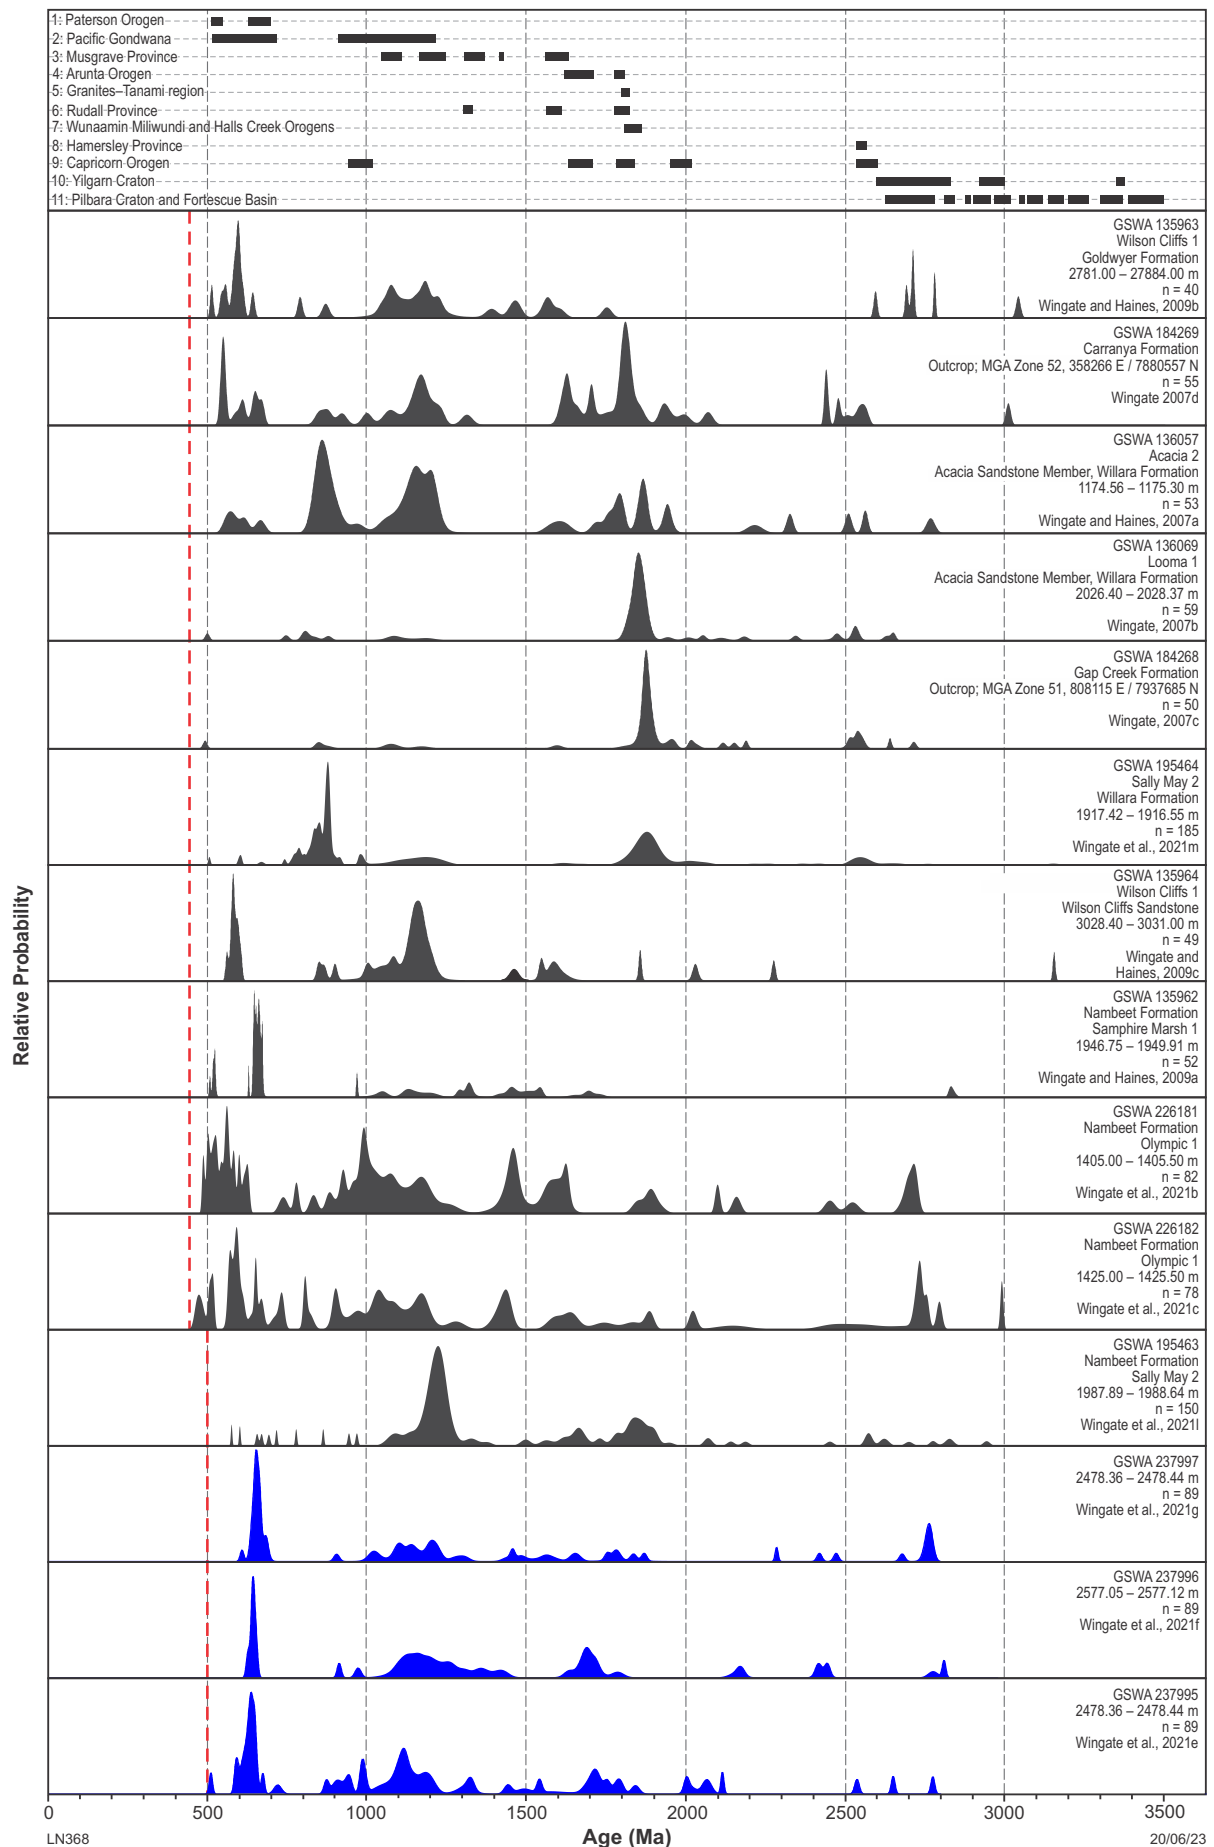 1: Paterson Orogen
2: Pacific Gondwana
3: Musgrave Province
4: Arunta Orogen
5: Granites–Tanami region
6: Rudall Province
7: Wunaamin Miliwundi and Halls Creek Orogens
8: Hamersley Province
9: Capricorn Orogen
10: Yilgarn Craton
11: Pilbara Craton and Fortescue Basin
GSWA 135963
Wilson Cliffs 1
Goldwyer Formation
2781.00 – 27884.00 m
n = 40
Wingate and Haines, 2009b
GSWA 184269
Carranya Formation
Outcrop; MGA Zone 52, 358266 E / 7880557 N
n = 55
Wingate 2007d
GSWA 136057
Acacia 2
Acacia Sandstone Member, Willara Formation
1174.56 – 1175.30 m
n = 53
Wingate and Haines, 2007a
GSWA 136069
Looma 1
Acacia Sandstone Member, Willara Formation
2026.40 – 2028.37 m
n = 59
Wingate, 2007b
GSWA 184268
Gap Creek Formation
Outcrop; MGA Zone 51, 808115 E / 7937685 N
n = 50
Wingate, 2007c
GSWA 195464
Sally May 2
Willara Formation
1917.42 – 1916.55 m
n = 185
Wingate et al., 2021m
GSWA 135964
Wilson Cliffs 1
Wilson Cliffs Sandstone
3028.40 – 3031.00 m
n = 49
Wingate and
Haines, 2009c
GSWA 135962
Nambeet Formation
Samphire Marsh 1
1946.75 – 1949.91 m
n = 52
Wingate and Haines, 2009a
GSWA 226181
Nambeet Formation
Olympic 1
1405.00 – 1405.50 m
n = 82
Wingate et al., 2021b
GSWA 226182
Nambeet Formation
Olympic 1
1425.00 – 1425.50 m
n = 78
Wingate et al., 2021c
GSWA 195463
Nambeet Formation
Sally May 2
1987.89 – 1988.64 m
n = 150
Wingate et al., 2021l
GSWA 237997
2478.36 – 2478.44 m
n = 89
Wingate et al., 2021g
GSWA 237996
2577.05 – 2577.12 m
n = 89
Wingate et al., 2021f
GSWA 237995
2478.36 – 2478.44 m
n = 89
Wingate et al., 2021e
Relative Probability
0 500 1000 1500 2000 2500 3000 3500
Age (Ma)
LN368
20/06/23